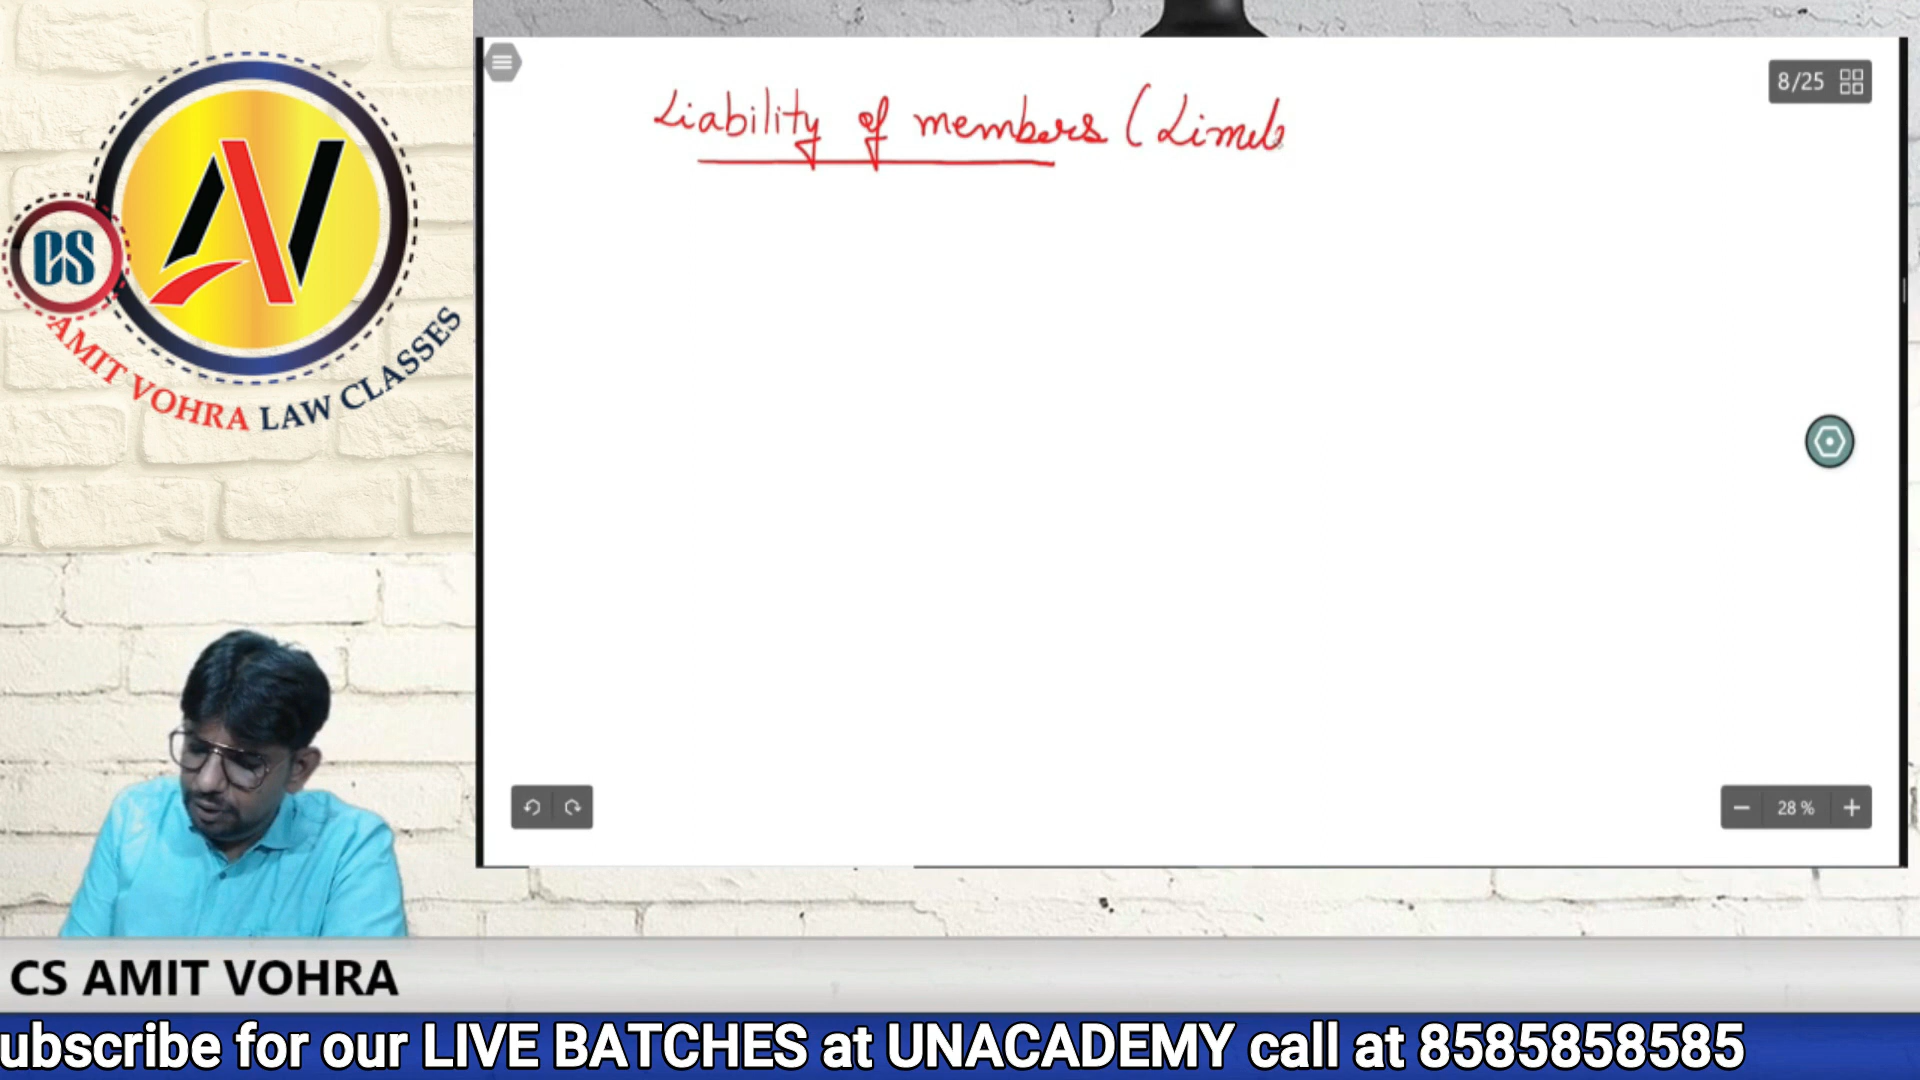 Liability of members (Limit
8/25
AV
CS
AMIT VOHRA LAW CLASSES
28 %
CS AMIT VOHRA
ubscribe for our LIVE BATCHES at UNACADEMY call at 8585858585